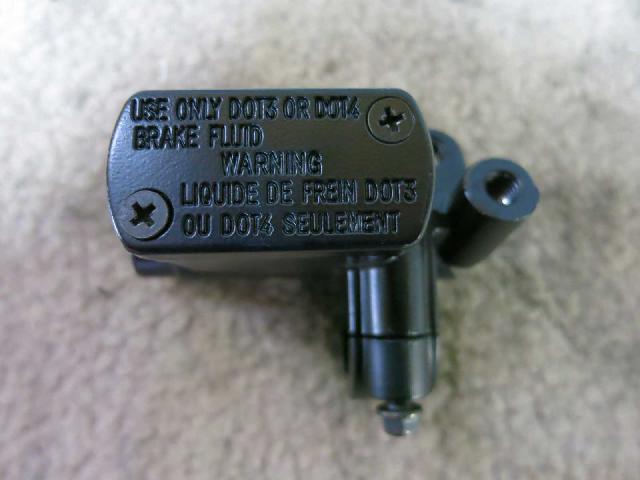 USE ONLY DOT3 OR DOT4
BRAKE FLUID
WARNING
LIQUIDE DE FREIN DOT3
OU DOT4 SEULEMENT